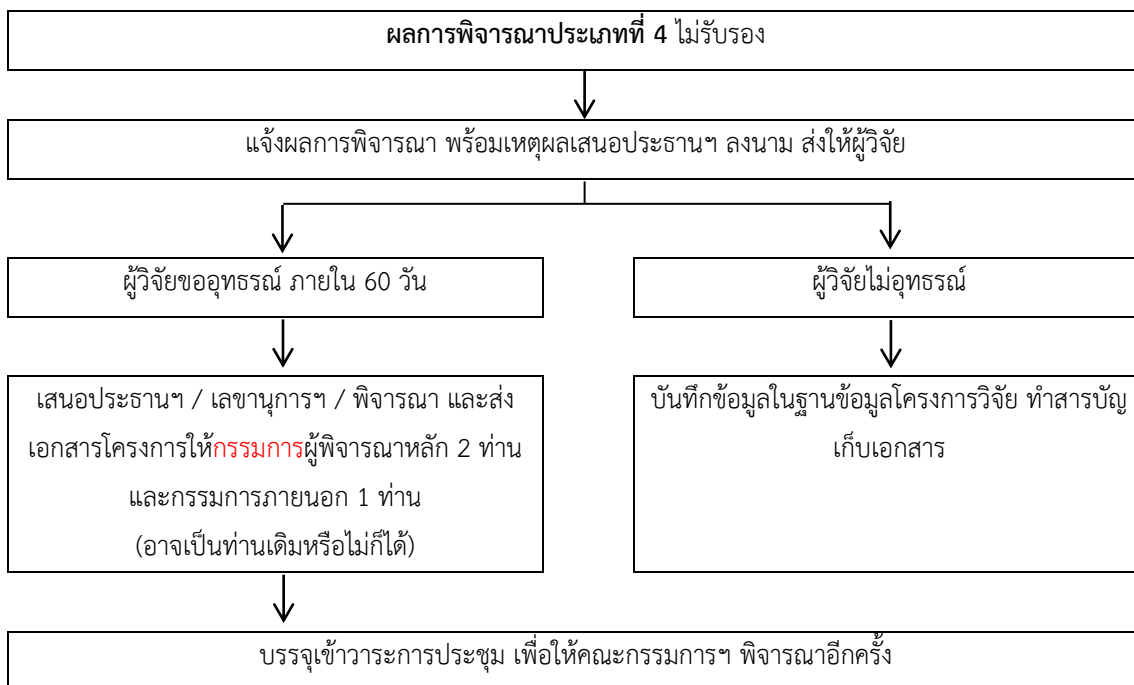 ผลการพิจารณาประเภทที่ 4 ไม่รับรอง
แจ้งผลการพิจารณา พร้อมเหตุผลเสนอประธานฯ ลงนาม ส่งให้ผู้วิจัย
ผู้วิจัยขออุทธรณ์ ภายใน 60 วัน
ผู้วิจัยไม่อุทธรณ์
เสนอประธานฯ / เลขานุการฯ / พิจารณา และส่ง
เอกสารโครงการให้กรรมการผู้พิจารณาหลัก 2 ท่าน
และกรรมการภายนอก 1 ท่าน
(อาจเป็นท่านเดิมหรือไม่ก็ได้)
บันทึกข้อมูลในฐานข้อมูลโครงการวิจัย ทำสารบัญ
เก็บเอกสาร
บรรจุเข้าวาระการประชุม เพื่อให้คณะกรรมการฯ พิจารณาอีกครั้ง